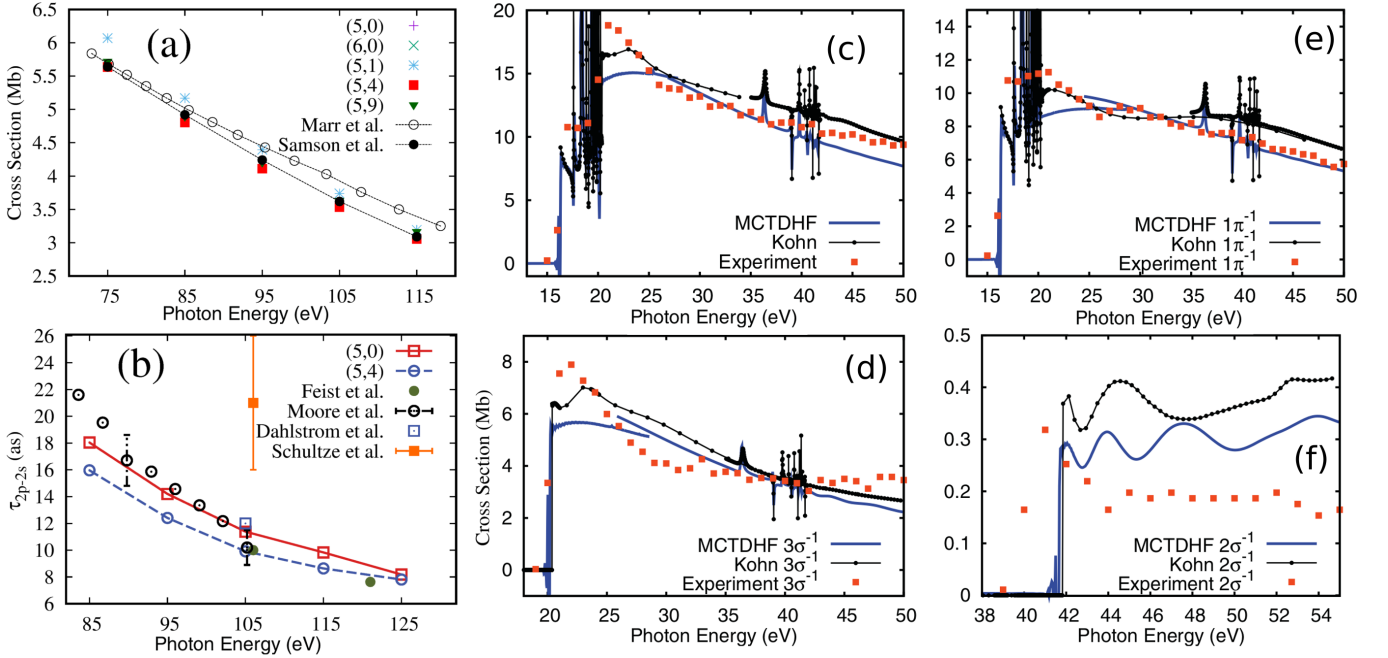 (a)
6.5
6
5.5
5
4.5
4
3.5
3
2.5
Cross Section (Mb)
(5,0)
(6,0)
(5,1)
(5,4)
(5,9)
Marr et al.
Samson et al.
75 85 95 105 115
Photon Energy (eV)
(b)
26
24
22
20
18
16
14
12
10
8
6
τ2p-2s (as)
(5,0)
(5,4)
Feist et al.
Moore et al.
Dahlstrom et al.
Schultze et al.
85 95 105 115 125
Photon Energy (eV)
(c)
20
15
10
5
0
MCTDHF
Kohn
Experiment
15 20 25 30 35 40 45 50
Photon Energy (eV)
(d)
8
6
4
2
0
Cross Section (Mb)
MCTDHF 3σ-1
Kohn 3σ-1
Experiment 3σ-1
20 25 30 35 40 45 50
Photon Energy (eV)
(e)
14
12
10
8
6
4
2
0
MCTDHF 1π-1
Kohn 1π-1
Experiment 1π-1
15 20 25 30 35 40 45 50
Photon Energy (eV)
(f)
0.5
0.4
0.3
0.2
0.1
0
MCTDHF 2σ-1
Kohn 2σ-1
Experiment 2σ-1
38 40 42 44 46 48 50 52 54
Photon Energy (eV)